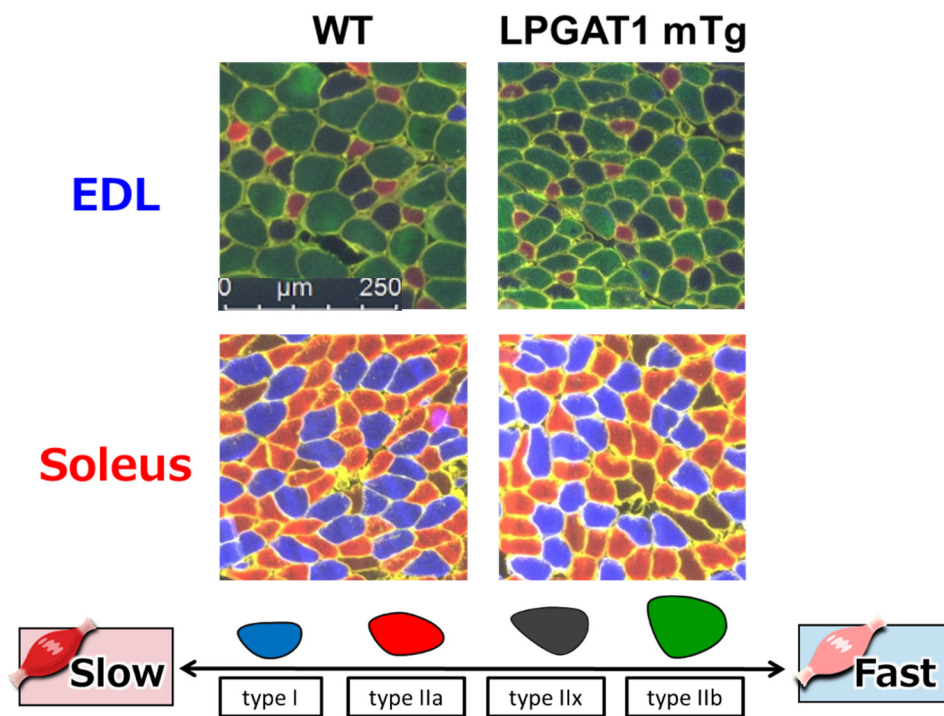 WT
LPGAT1 mTg
EDL
0 µm 250
Soleus
Slow
type I
type IIa
type IIx
type IIb
Fast